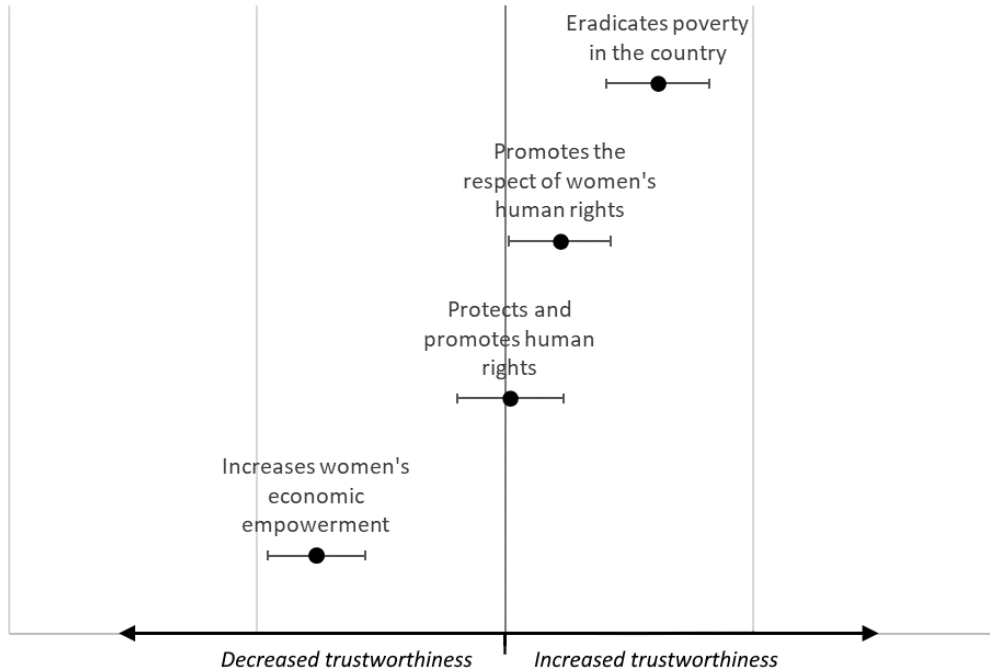 Eradicates poverty
in the country
Promotes the
respect of women's
human rights
Protects and
promotes human
rights
Increases women's
economic
empowerment
Decreased trustworthiness
Increased trustworthiness